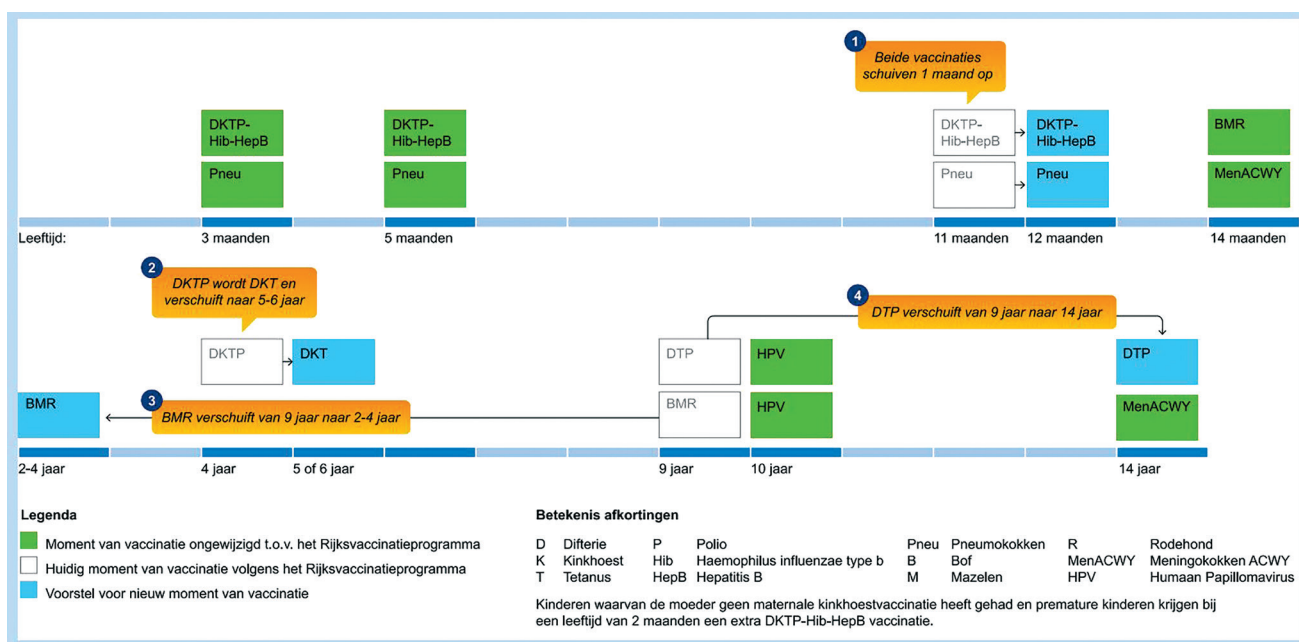 1
Beide vaccinaties
schuiven 1 maand op
DKTP-
Hib-HepB
DKTP-
Hib-HepB
DKTP-
Hib-HepB
DKTP-
Hib-HepB
BMR
Pneu
Pneu
Pneu
Pneu
MenACWY
Leeftijd:
3 maanden
5 maanden
11 maanden
12 maanden
14 maanden
2
DKTP wordt DKT en
verschuift naar 5-6 jaar
4
DTP verschuift van 9 jaar naar 14 jaar
DKTP
DKT
DTP
HPV
DTP
BMR
3
BMR verschuift van 9 jaar naar 2-4 jaar
BMR
HPV
MenACWY
2-4 jaar
4 jaar
5 of 6 jaar
9 jaar
10 jaar
14 jaar
Legenda
Moment van vaccinatie ongewijzigd t.o.v. het Rijksvaccinatieprogramma
Huidig moment van vaccinatie volgens het Rijksvaccinatieprogramma
Voorstel voor nieuw moment van vaccinatie
Betekenis afkortingen
D Difterie P Polio Pneu Pneumokokken R Rodehond
K Kinkhoest Hib Haemophilus influenzae type b B Bof MenACWY Meningokokken ACWY
T Tetanus HepB Hepatitis B M Mazelen HPV Humaan Papillomavirus
Kinderen waarvan de moeder geen maternale kinkhoestvaccinatie heeft gehad en premature kinderen krijgen bij
een leeftijd van 2 maanden een extra DKTP-Hib-HepB vaccinatie.